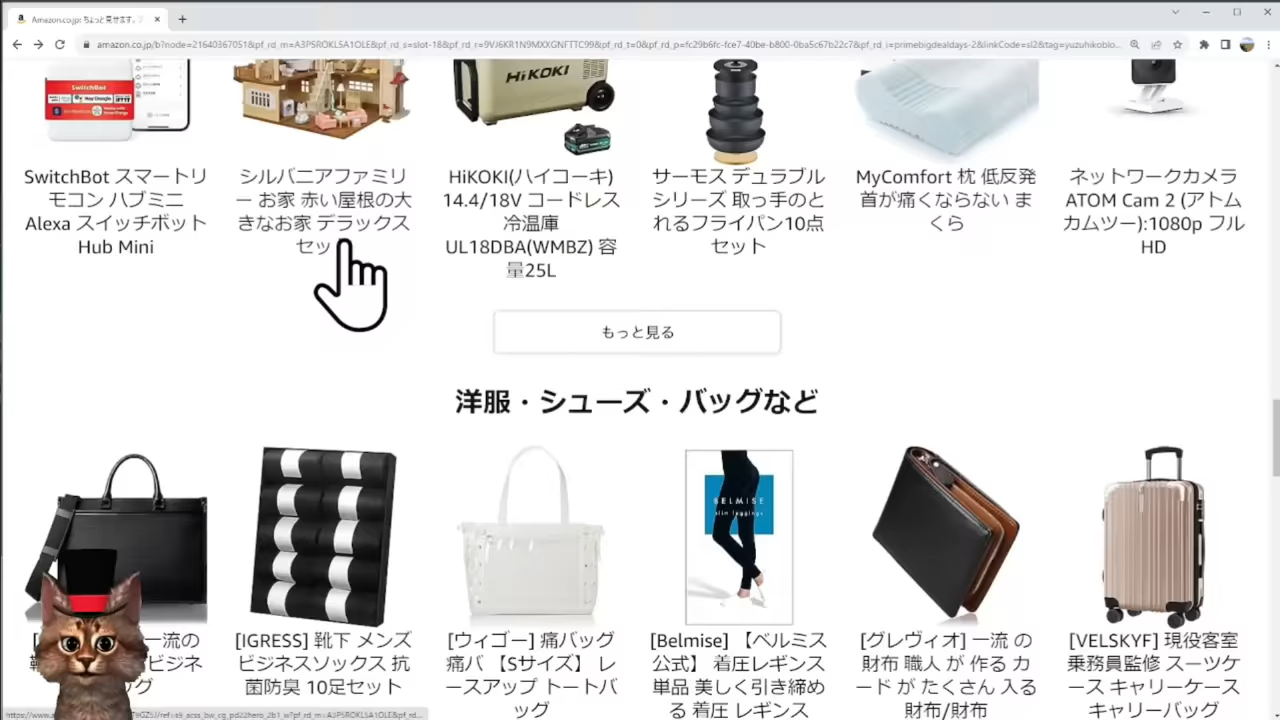 Amazon.co.jp: ちょっと見せます。
amazon.co.jp/b?node=21640367051&pf_rd_m=A3P5ROKL5A1OLE&pf_rd_s=slot-18&pf_rd_r=9VJ6KR1N9MXXGNFTTC99&pf_rd_t=0&pf_rd_p=fc29b6fc-fce7-40be-b800-0ba5c67b22c7&pf_rd_i=primebigdealdays-2&linkCode=sl2&tag=yuzuhikoblo...
SwitchBot
HiKOKI
SwitchBot スマートリ
モコン ハブミニ
Alexa スイッチボット
Hub Mini
シルバニアファミリ
ー お家 赤い屋根の大
きなお家 デラックス
セッ
HiKOKI(ハイコーキ)
14.4/18V コードレス
冷温庫
UL18DBA(WMBZ) 容
量25L
サーモス デュラブル
シリーズ 取っ手のと
れるフライパン10点
セット
MyComfort 枕 低反発
首が痛くならない ま
くら
ネットワークカメラ
ATOM Cam 2 (アトム
カムツー):1080p フル
HD
もっと見る
洋服・シューズ・バッグなど
BELMISE
slim leggings
一流の
ビジネ
ッグ
[IGRESS] 靴下 メンズ
ビジネスソックス 抗
菌防臭 10足セット
[ウィゴー] 痛バッグ
痛バ 【Sサイズ】 レ
ースアップ トートバ
ッグ
[Belmise] 【ベルミス
公式】 着圧レギンス
単品 美しく引き締め
る 着圧 レギンス
[グレヴィオ] 一流 の
財布 職人 が 作る カ
ード が たくさん 入る
財布/財布
[VELSKYF] 現役客室
乗務員監修 スーツケ
ース キャリーケース
キャリーバッグ